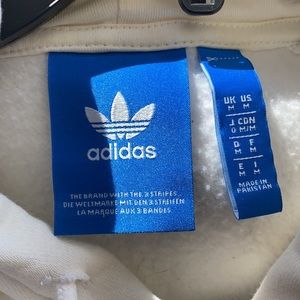 adidas
THE BRAND WITH THE 3 STRIPES
DIE WELTMARKE MIT DEN 3 STREIFEN
LA MARQUE AUX 3 BANDES
UK M US M
J O CDN M/M
D M F M
E M I M
MADE IN
PAKISTAN